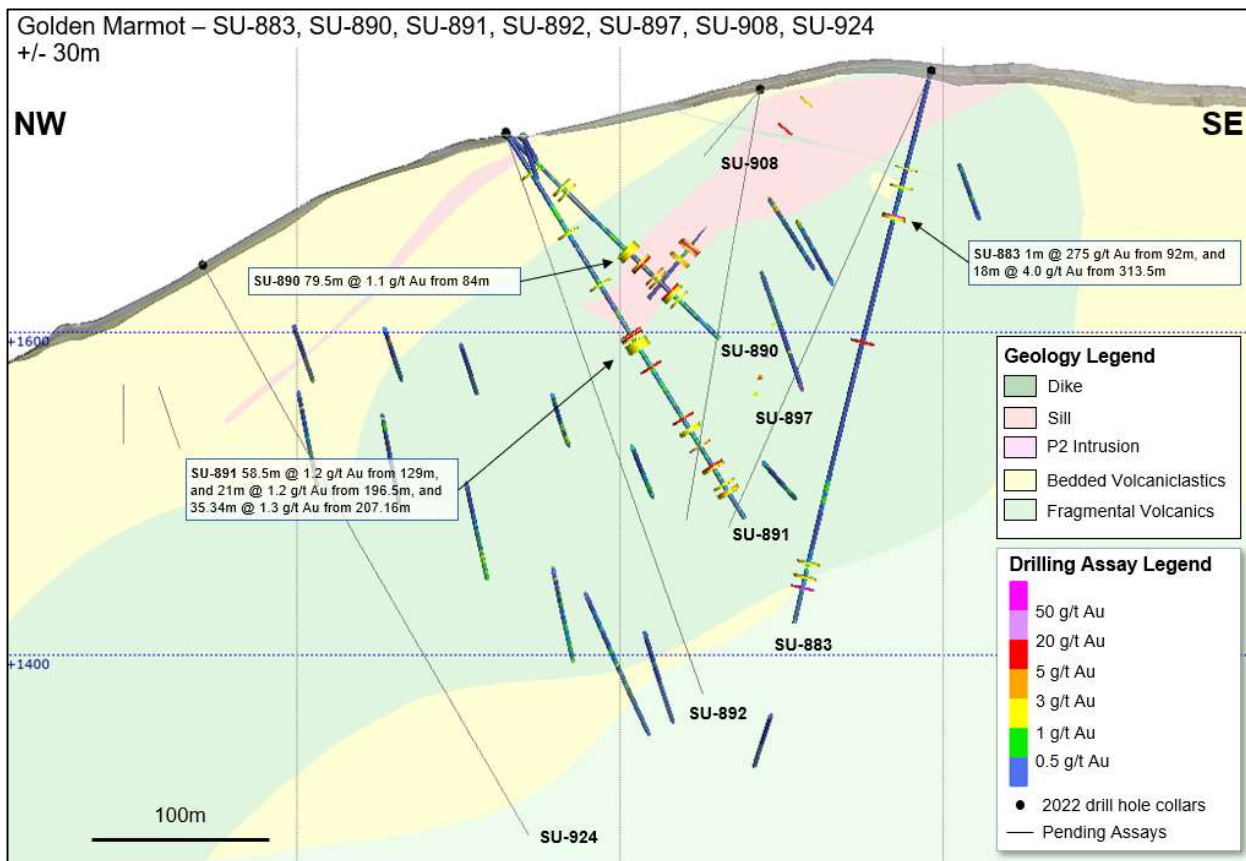 Golden Marmot – SU-883, SU-890, SU-891, SU-892, SU-897, SU-908, SU-924
+/- 30m
NW
SE
SU-908
SU-883 1m @ 275 g/t Au from 92m, and
18m @ 4.0 g/t Au from 313.5m
SU-890 79.5m @ 1.1 g/t Au from 84m
+1600
SU-890
SU-897
SU-891 58.5m @ 1.2 g/t Au from 129m,
and 21m @ 1.2 g/t Au from 196.5m, and
35.34m @ 1.3 g/t Au from 207.16m
SU-891
SU-883
+1400
SU-892
SU-924
100m
Geology Legend
Dike
Sill
P2 Intrusion
Bedded Volcaniclastics
Fragmental Volcanics
Drilling Assay Legend
50 g/t Au
20 g/t Au
5 g/t Au
3 g/t Au
1 g/t Au
0.5 g/t Au
2022 drill hole collars
Pending Assays